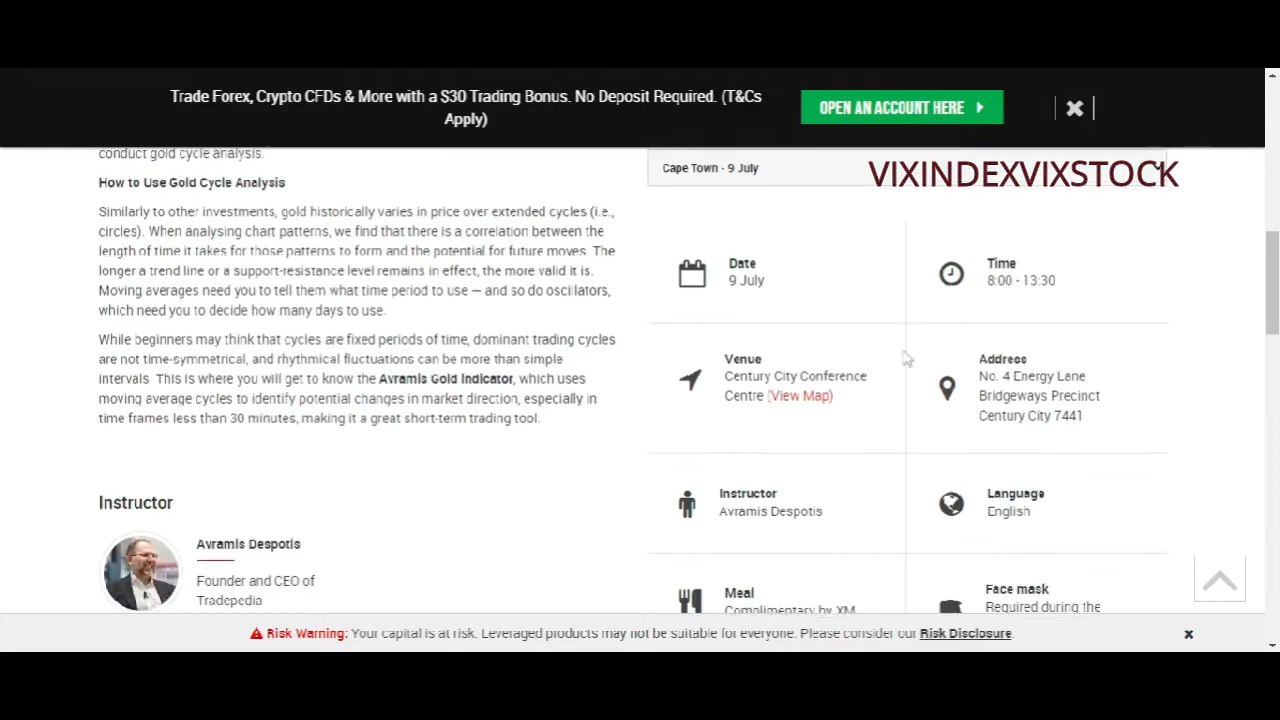 Trade Forex, Crypto CFDs & More with a $30 Trading Bonus. No Deposit Required. (T&Cs
Apply)
OPEN AN ACCOUNT HERE
conduct gold cycle analysis.
How to Use Gold Cycle Analysis
Similarly to other investments, gold historically varies in price over extended cycles (i.e.,
circles). When analysing chart patterns, we find that there is a correlation between the
length of time it takes for those patterns to form and the potential for future moves. The
longer a trend line or a support-resistance level remains in effect, the more valid it is.
Moving averages need you to tell them what time period to use — and so do oscillators,
which need you to decide how many days to use.
While beginners may think that cycles are fixed periods of time, dominant trading cycles
are not time-symmetrical, and rhythmical fluctuations can be more than simple
intervals. This is where you will get to know the Avramis Gold Indicator, which uses
moving average cycles to identify potential changes in market direction, especially in
time frames less than 30 minutes, making it a great short-term trading tool.
Instructor
Avramis Despotis
Founder and CEO of
Tradepedia
Cape Town - 9 July
VIXINDEXVIXSTOCK
Date
9 July
Time
8:00 - 13:30
Venue
Century City Conference
Centre (View Map)
Address
No. 4 Energy Lane
Bridgeways Precinct
Century City 7441
Instructor
Avramis Despotis
Language
English
Meal
Complimentary by XM
Face mask
Required during the
Risk Warning: Your capital is at risk. Leveraged products may not be suitable for everyone. Please consider our Risk Disclosure.